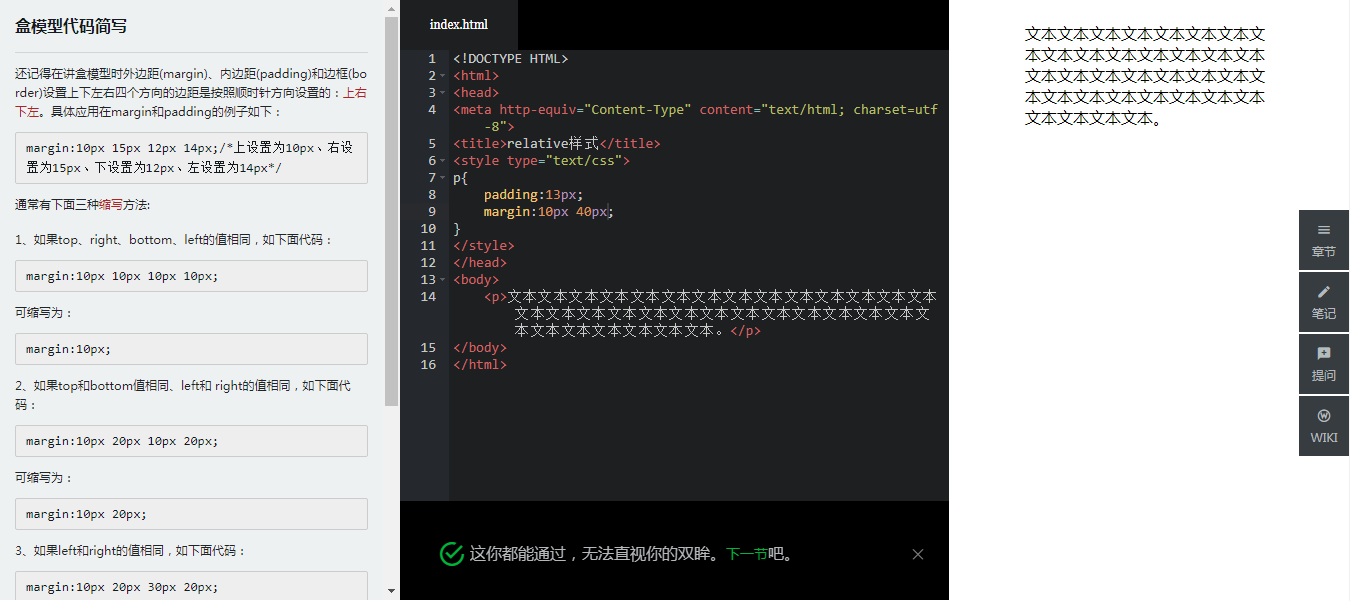 盒模型代码简写
还记得在讲盒模型时外边距(margin)、内边距(padding)和边框(bo
rder)设置上下左右四个方向的边距是按照顺时针方向设置的：上右
下左。具体应用在margin和padding的例子如下：
margin:10px 15px 12px 14px;/*上设置为10px、右设
置为15px、下设置为12px、左设置为14px*/
通常有下面三种缩写方法:
1、如果top、right、bottom、left的值相同，如下面代码：
margin:10px 10px 10px 10px;
可缩写为：
margin:10px;
2、如果top和bottom值相同、left和 right的值相同，如下面代
码：
margin:10px 20px 10px 20px;
可缩写为：
margin:10px 20px;
3、如果left和right的值相同，如下面代码：
margin:10px 20px 30px 20px;
index.html
1 <!DOCTYPE HTML>
2 <html>
3 <head>
4 <meta http-equiv="Content-Type" content="text/html; charset=utf
-8">
5 <title>relative样式</title>
6 <style type="text/css">
7 p{
8 padding:13px;
9 margin:10px 40px;
10 }
11 </style>
12 </head>
13 <body>
14 <p>文本文本文本文本文本文本文本文本文本文本文本文本文本文本
文本文本文本文本文本文本文本文本文本文本文本文本文本文本文本文
本文本文本文本文本文本文本。</p>
15 </body>
16 </html>
这你都能通过，无法直视你的双眸。下一节吧。
文本文本文本文本文本文本文本文
本文本文本文本文本文本文本文本
文本文本文本文本文本文本文本文
本文本文本文本文本文本文本文本
文本文本文本文本。
章节
笔记
提问
WIKI